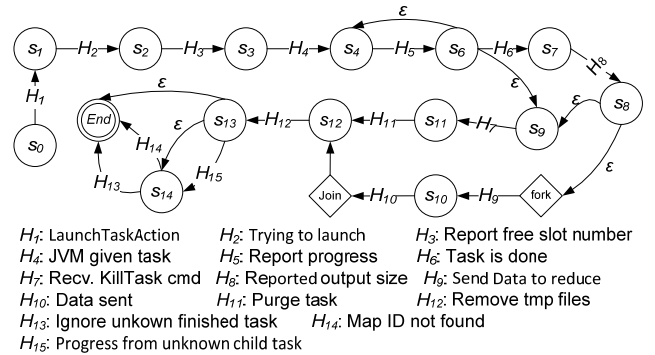 ε
s1 H2 s2 H3 s3 H4 s4 H5 s6 H6 s7
H8
H1 ε ε s8
End ε s13 H12 s12 H11 s11 H7 s9
s0 ε H14 ε
H13 s14 H15 Join H10 s10 H9 fork
H1: LaunchTaskAction H2: Trying to launch H3: Report free slot number
H4: JVM given task H5: Report progress H6: Task is done
H7: Recv. KillTask cmd H8: Reported output size H9: Send Data to reduce
H10: Data sent H11: Purge task H12: Remove tmp files
H13: Ignore unkown finished task H14: Map ID not found
H15: Progress from unknown child task